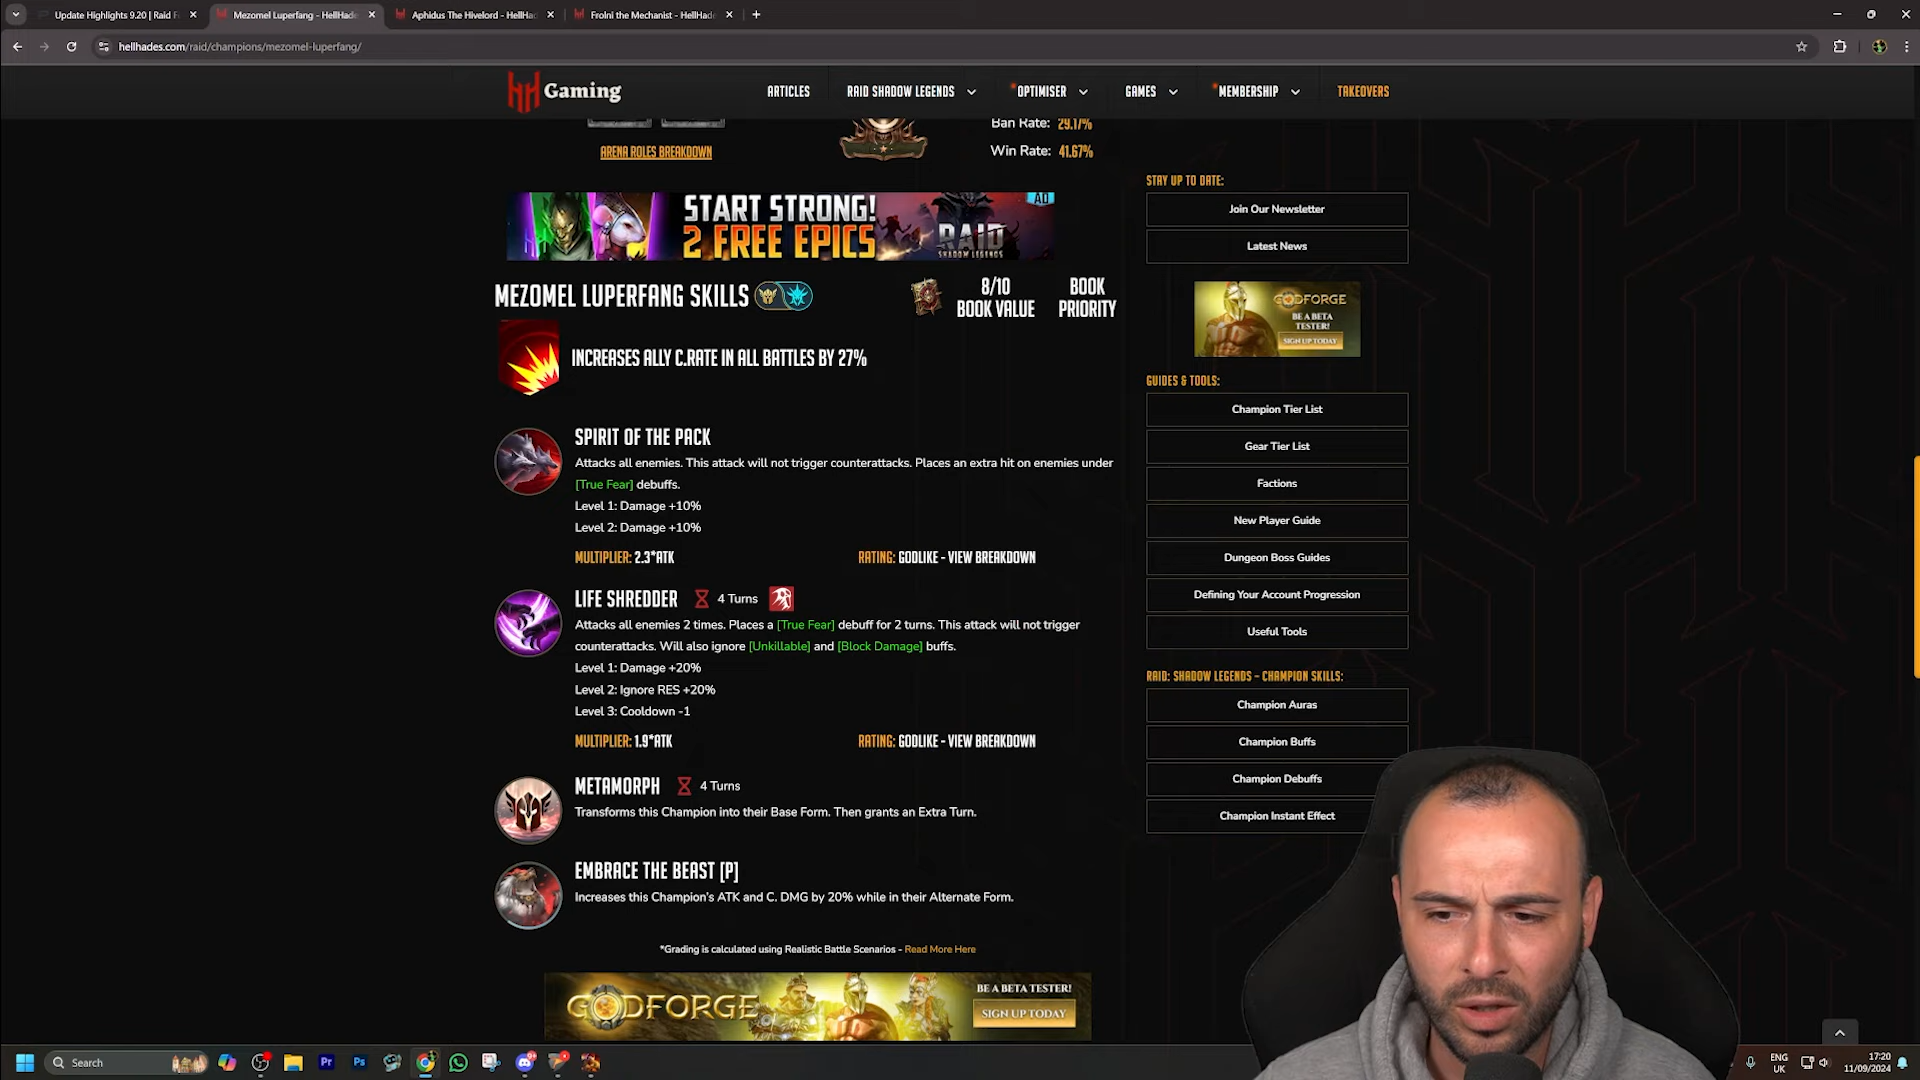 Update Highlights 9.20 | Raid F
Mezomel Luperfang - HellHade
Aphidus The Hivelord - HellHad
Frolni the Mechanist - HellHade
hellhades.com/raid/champions/mezomel-luperfang/
Gaming
ARTICLES
RAID SHADOW LEGENDS
*OPTIMISER
GAMES
*MEMBERSHIP
TAKEOVERS
Ban Rate: 29.17%
ARENA ROLES BREAKDOWN
Win Rate: 41.67%
START STRONG!
2 FREE EPICS
AD
RAID
SHADOW LEGENDS
MEZOMEL LUPERFANG SKILLS
8/10
BOOK VALUE
BOOK
PRIORITY
INCREASES ALLY C.RATE IN ALL BATTLES BY 27%
SPIRIT OF THE PACK
Attacks all enemies. This attack will not trigger counterattacks. Places an extra hit on enemies under
[True Fear] debuffs.
Level 1: Damage +10%
Level 2: Damage +10%
MULTIPLIER: 2.3*ATK
RATING: GODLIKE - VIEW BREAKDOWN
LIFE SHREDDER
4 Turns
Attacks all enemies 2 times. Places a [True Fear] debuff for 2 turns. This attack will not trigger
counterattacks. Will also ignore [Unkillable] and [Block Damage] buffs.
Level 1: Damage +20%
Level 2: Ignore RES +20%
Level 3: Cooldown -1
MULTIPLIER: 1.9*ATK
RATING: GODLIKE - VIEW BREAKDOWN
METAMORPH
4 Turns
Transforms this Champion into their Base Form. Then grants an Extra Turn.
EMBRACE THE BEAST [P]
Increases this Champion's ATK and C. DMG by 20% while in their Alternate Form.
*Grading is calculated using Realistic Battle Scenarios - Read More Here
GODFORGE
BE A BETA TESTER!
SIGN UP TODAY
STAY UP TO DATE:
Join Our Newsletter
Latest News
GODFORGE
BE A BETA
TESTER!
SIGN UP TODAY
GUIDES & TOOLS:
Champion Tier List
Gear Tier List
Factions
New Player Guide
Dungeon Boss Guides
Defining Your Account Progression
Useful Tools
RAID: SHADOW LEGENDS – CHAMPION SKILLS:
Champion Auras
Champion Buffs
Champion Debuffs
Champion Instant Effect
Search
Pr
Ps
ENG
UK
17:20
11/09/2024